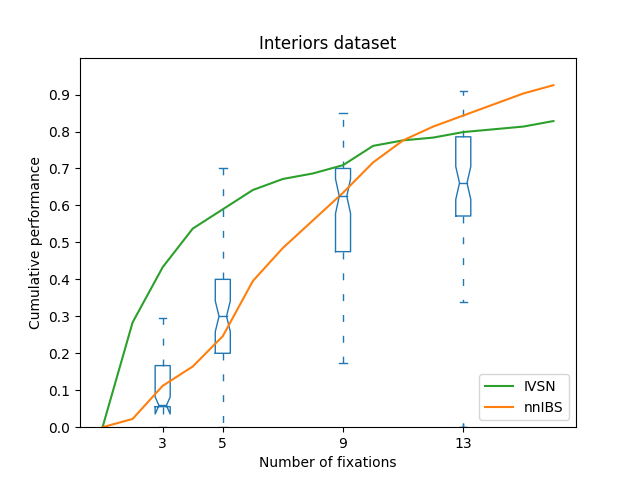 Interiors dataset
Cumulative performance
0.9
0.8
0.7
0.6
0.5
0.4
0.3
0.2
0.1
0.0
3 5 9 13
Number of fixations
IVSN
nnIBS